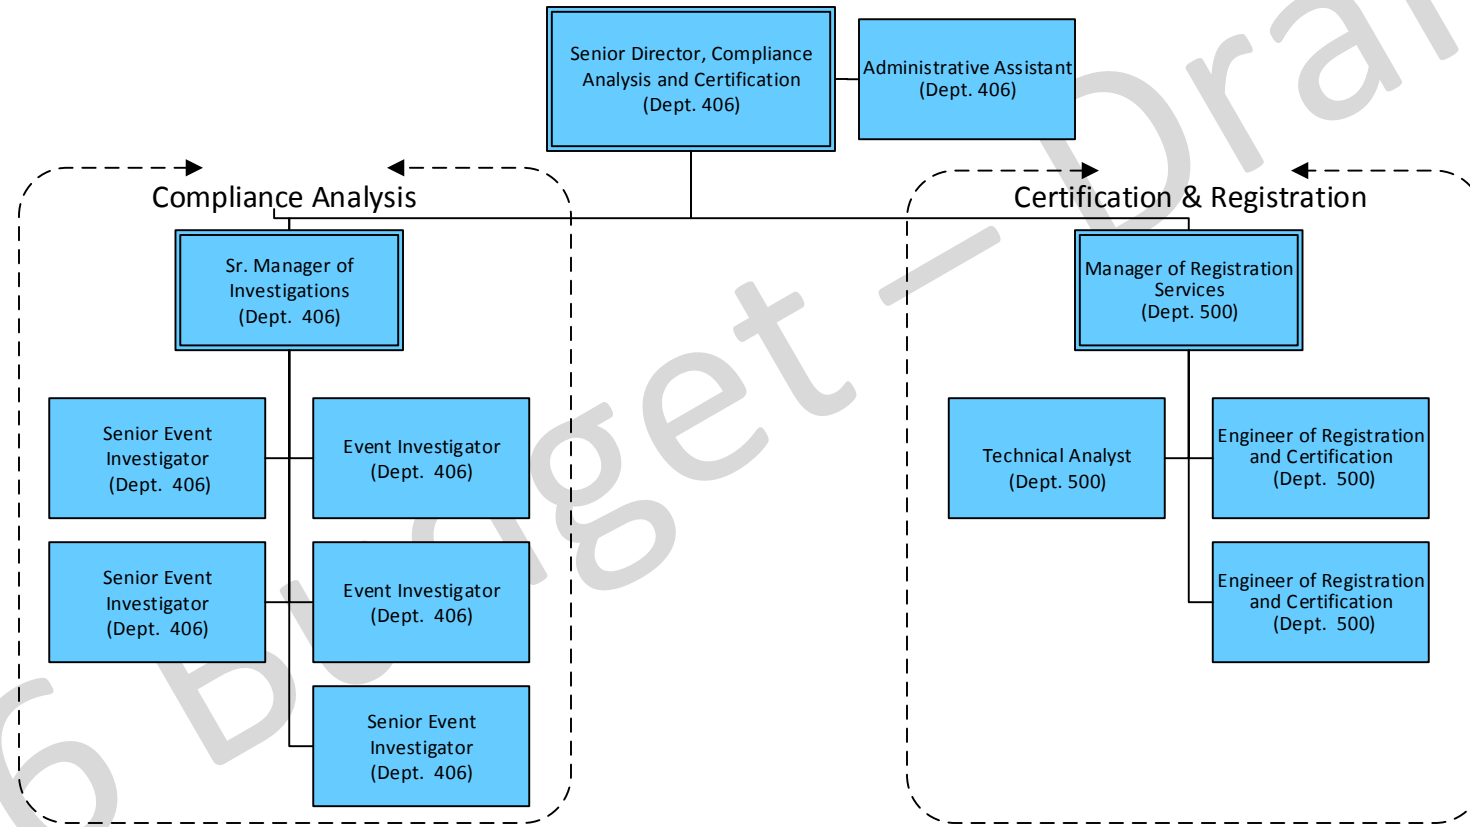 Senior Director, Compliance
Analysis and Certification
(Dept. 406)
Administrative Assistant
(Dept. 406)
Compliance Analysis
Certification & Registration
Sr. Manager of
Investigations
(Dept. 406)
Manager of Registration
Services
(Dept. 500)
Senior Event
Investigator
(Dept. 406)
Event Investigator
(Dept. 406)
Technical Analyst
(Dept. 500)
Engineer of Registration
and Certification
(Dept. 500)
Senior Event
Investigator
(Dept. 406)
Event Investigator
(Dept. 406)
Engineer of Registration
and Certification
(Dept. 500)
Senior Event
Investigator
(Dept. 406)
6 Budget – Dra